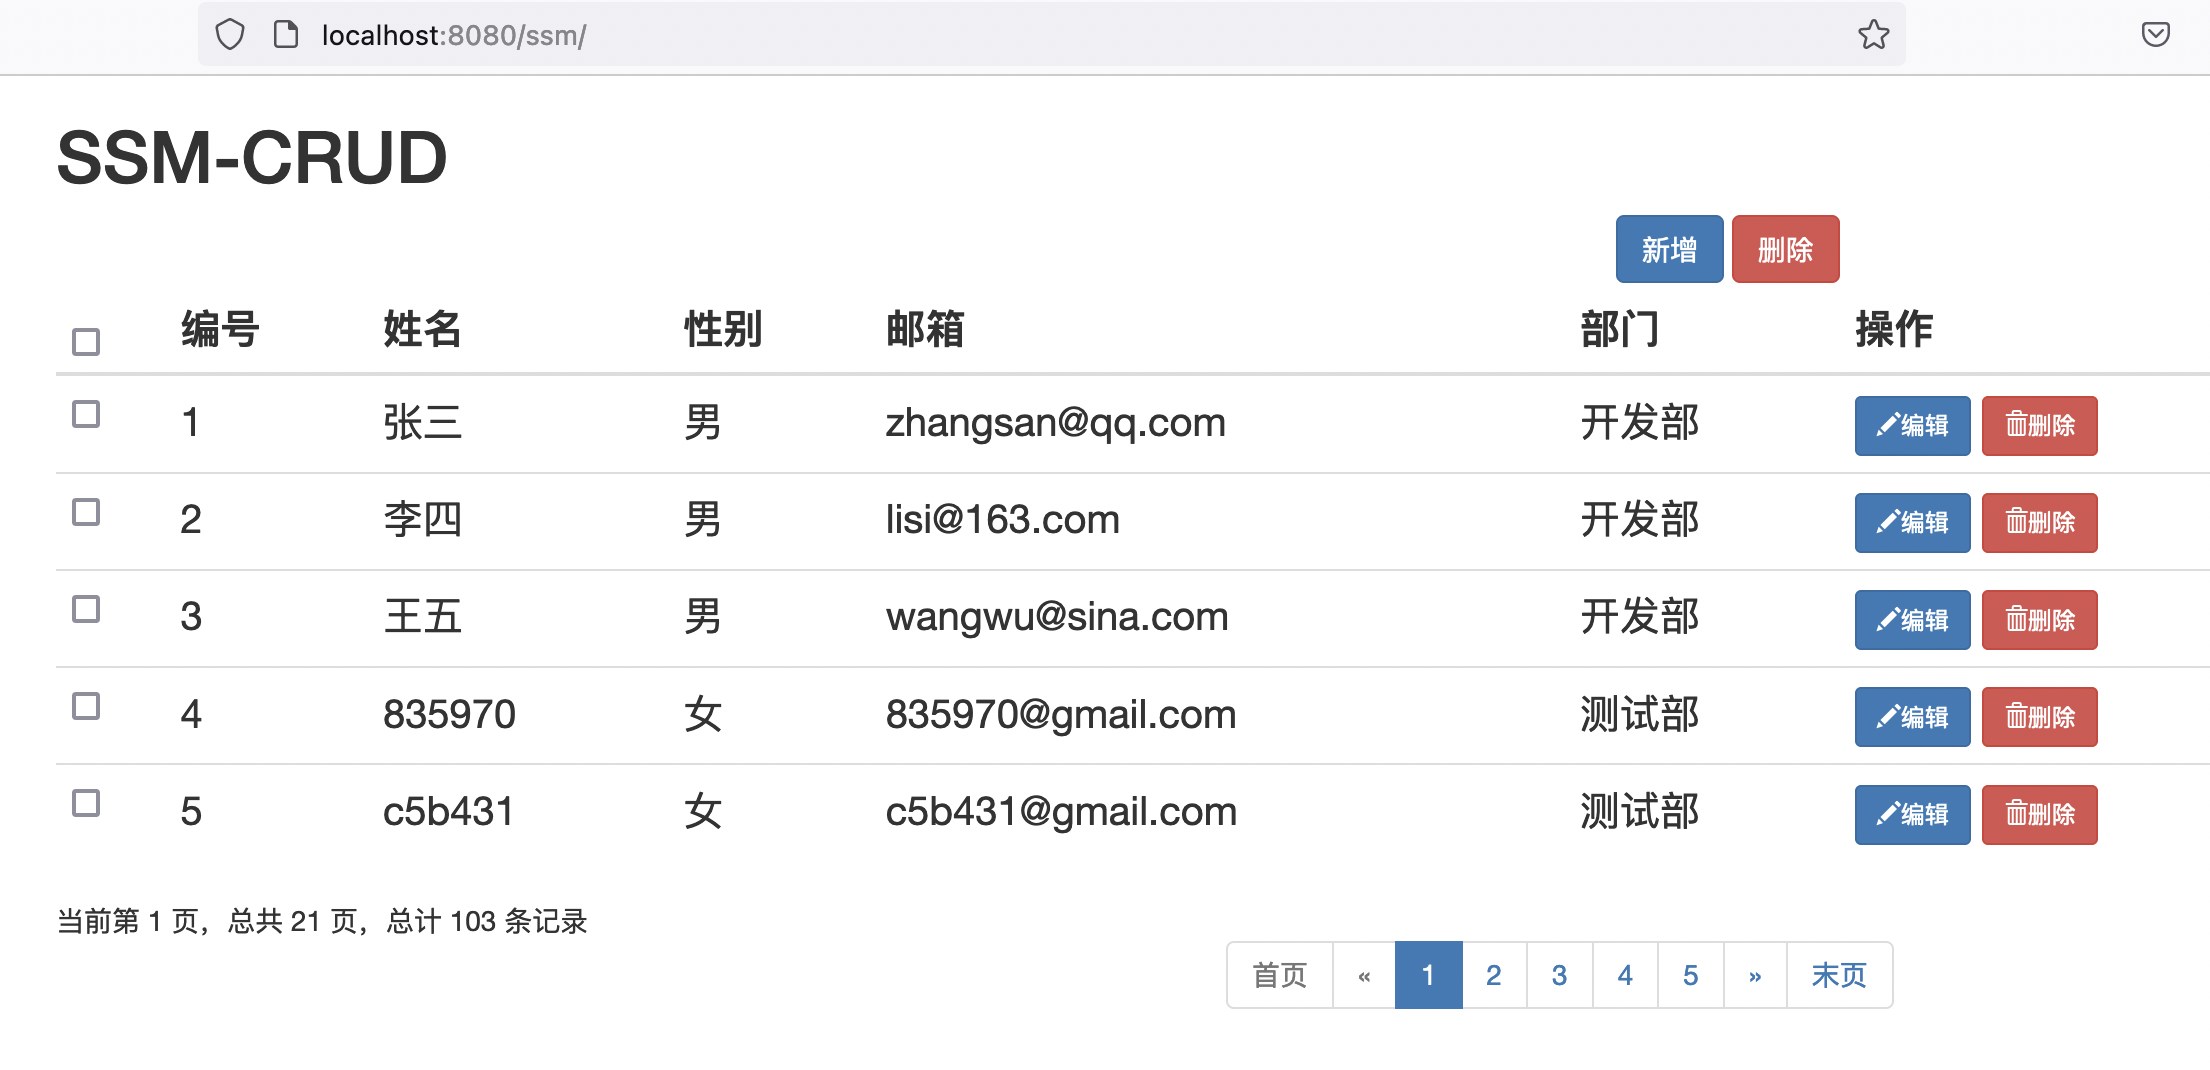 localhost:8080/ssm/
SSM-CRUD
新增 删除
编号 姓名 性别 邮箱 部门 操作
1 张三 男 zhangsan@qq.com 开发部 编辑 删除
2 李四 男 lisi@163.com 开发部 编辑 删除
3 王五 男 wangwu@sina.com 开发部 编辑 删除
4 835970 女 835970@gmail.com 测试部 编辑 删除
5 c5b431 女 c5b431@gmail.com 测试部 编辑 删除
当前第 1 页，总共 21 页，总计 103 条记录
首页 « 1 2 3 4 5 » 末页